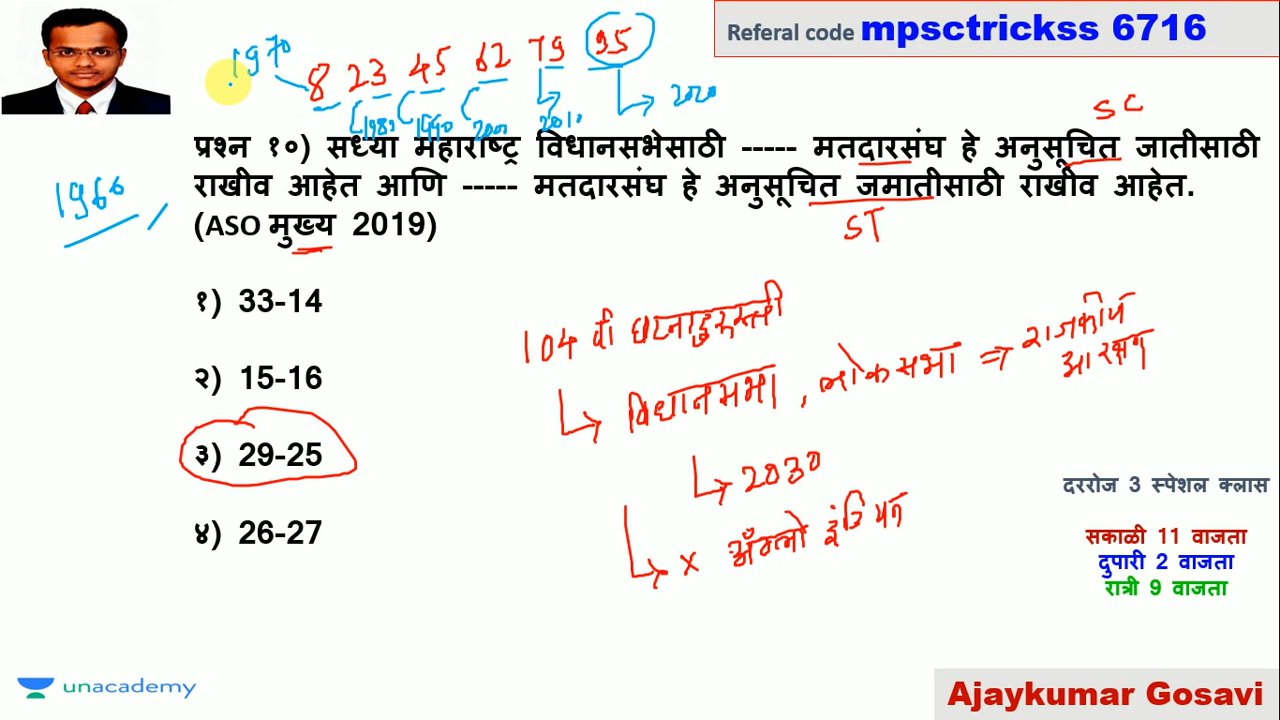 Referal code mpsctrickss 6716
1970
8 23 45 62 79 95
1980 1990 2000 2010 2020
SC
प्रश्न १०) सध्या महाराष्ट्र विधानसभेसाठी ----- मतदारसंघ हे अनुसूचित जातीसाठी
राखीव आहेत आणि ----- मतदारसंघ हे अनुसूचित जमातीसाठी राखीव आहेत.
(ASO मुख्य 2019)
ST
१) 33-14
२) 15-16
३) 29-25
४) 26-27
104 वी घटनादुरुस्ती
विधानसभा, लोकसभा ⇒ राजकीय
आरक्षण
2030
x अँग्लो इंडियन
दररोज 3 स्पेशल क्लास
सकाळी 11 वाजता
दुपारी 2 वाजता
रात्री 9 वाजता
unacademy
Ajaykumar Gosavi